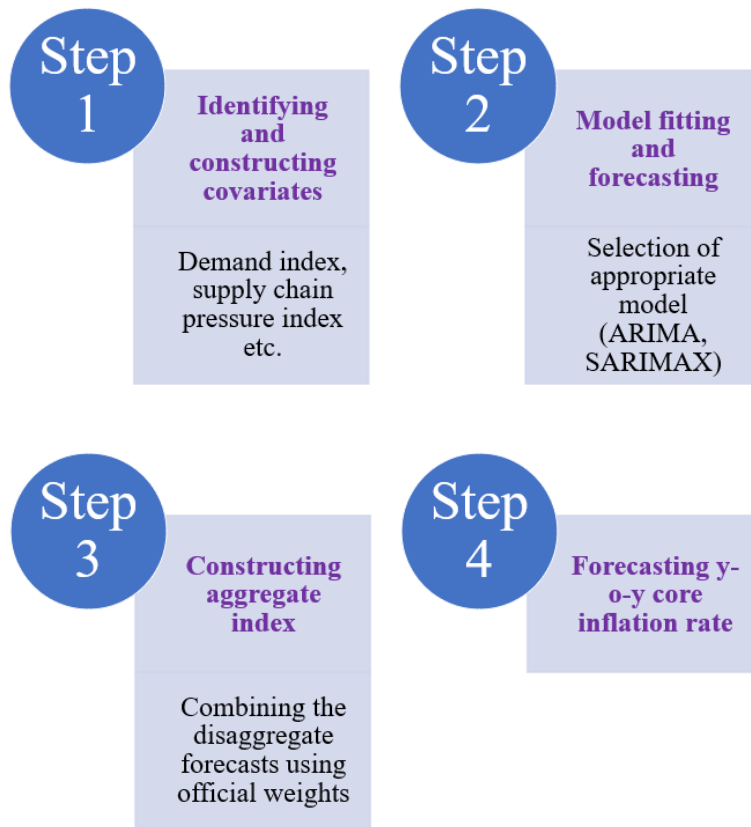 Step
1
Identifying
and
constructing
covariates
Demand index,
supply chain
pressure index
etc.
Step
2
Model fitting
and
forecasting
Selection of
appropriate
model
(ARIMA,
SARIMAX)
Step
3
Constructing
aggregate
index
Combining the
disaggregate
forecasts using
official weights
Step
4
Forecasting y-
o-y core
inflation rate